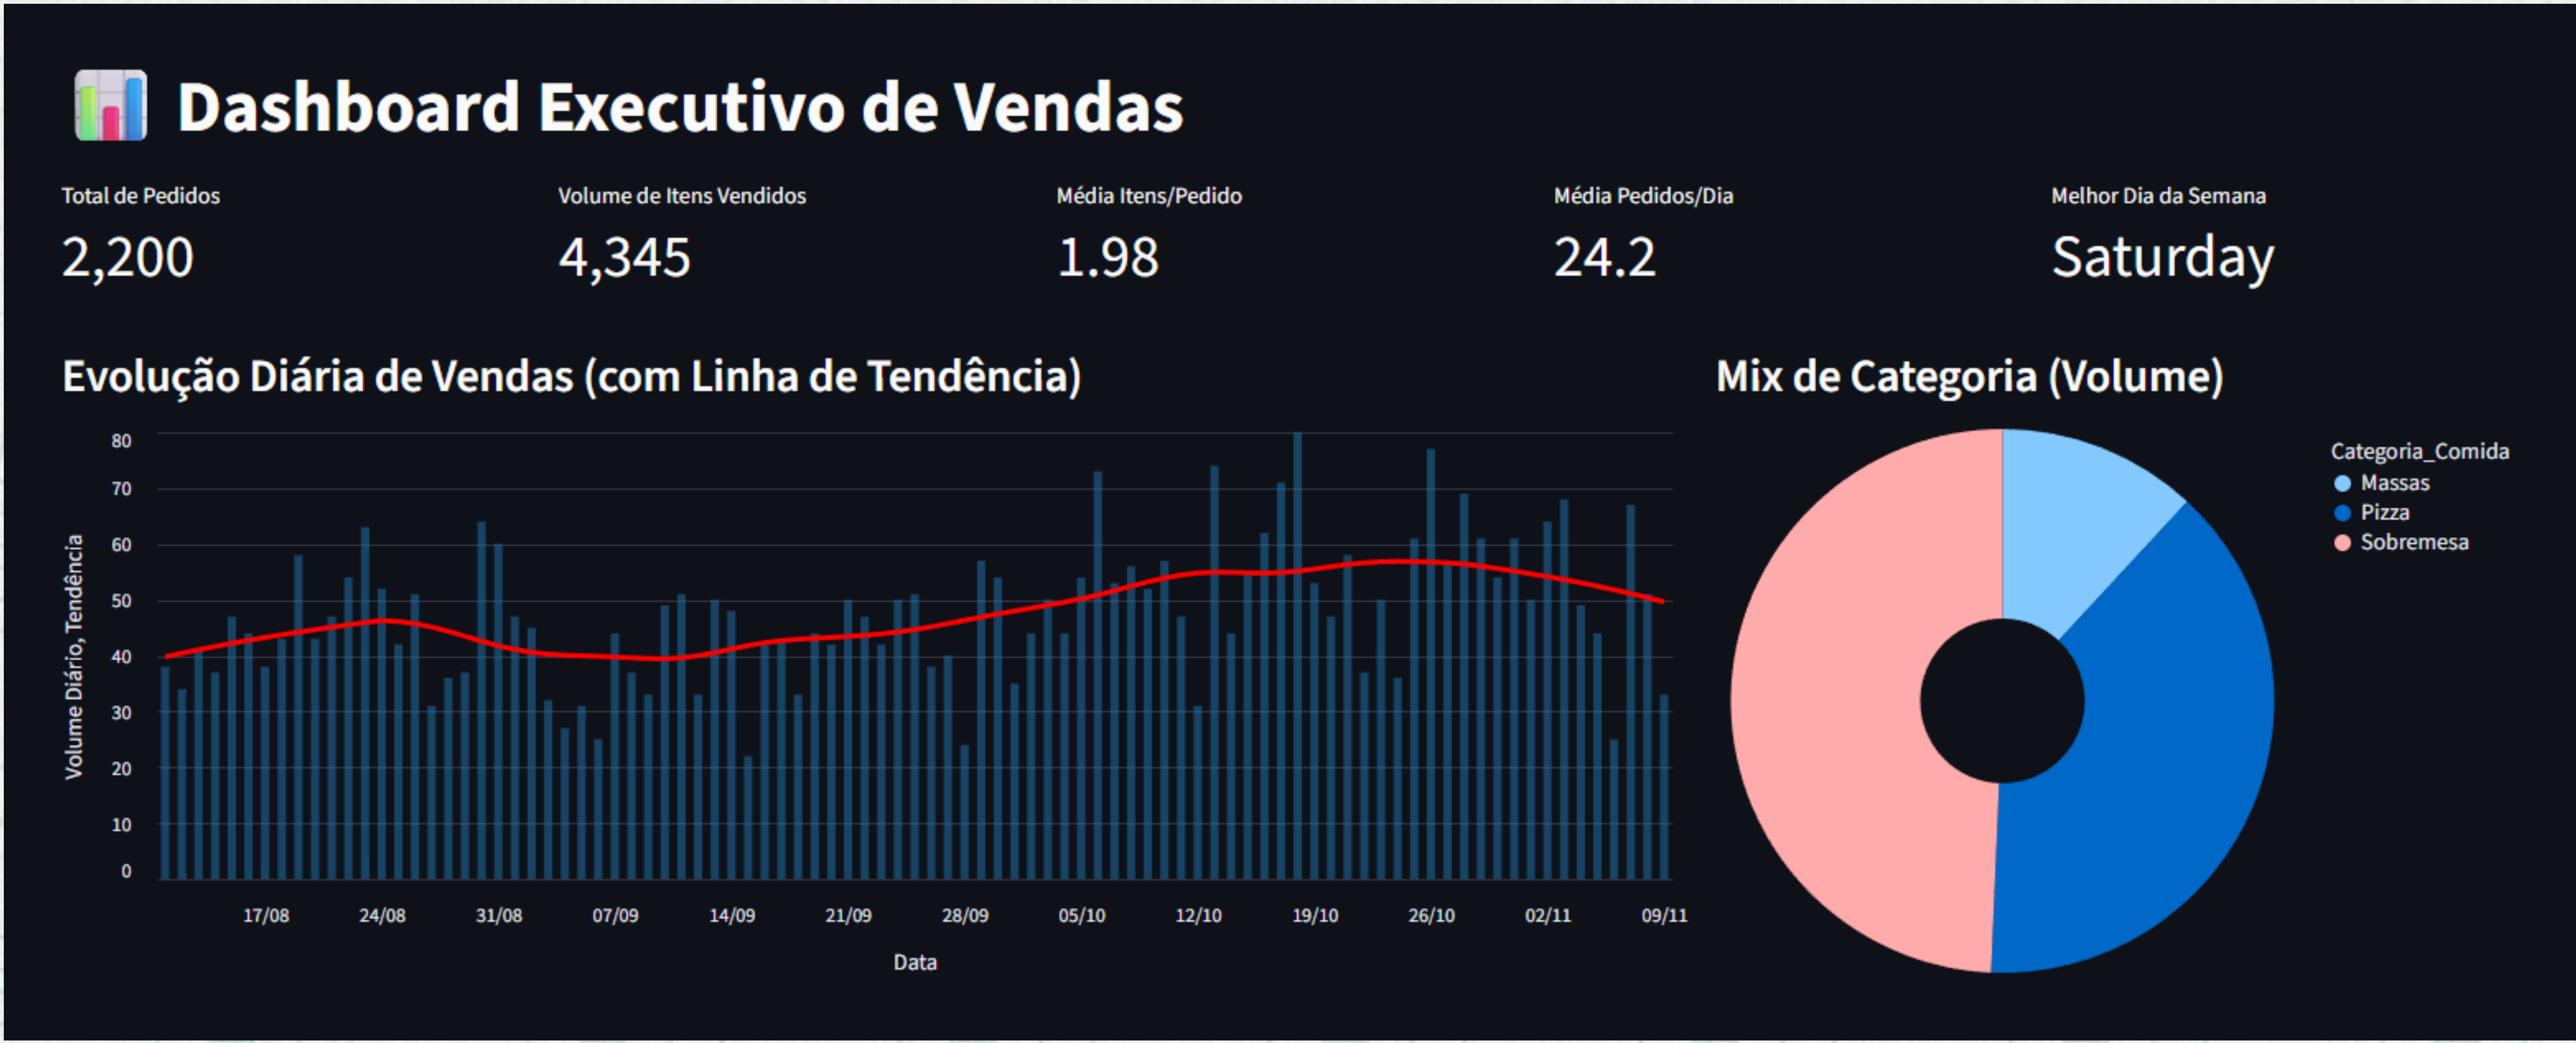 Dashboard Executivo de Vendas
Total de Pedidos
2,200
Volume de Itens Vendidos
4,345
Média Itens/Pedido
1.98
Média Pedidos/Dia
24.2
Melhor Dia da Semana
Saturday
Evolução Diária de Vendas (com Linha de Tendência)
Volume Diário, Tendência
80
70
60
50
40
30
20
10
0
17/08 24/08 31/08 07/09 14/09 21/09 28/09 05/10 12/10 19/10 26/10 02/11 09/11
Data
Mix de Categoria (Volume)
Categoria_Comida
Massas
Pizza
Sobremesa